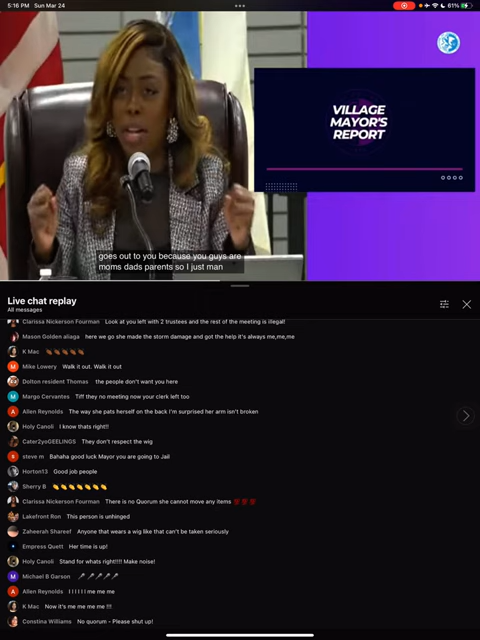 5:16 PM Sun Mar 24
61%
VILLAGE
MAYOR'S
REPORT
goes out to you because you guys are
moms dads parents so I just man
Live chat replay
All messages
Clarissa Nickerson Fourman Look at you left with 2 trustees and the rest of the meeting is illegal!
Mason Golden aliaga here we go she made the storm damage and got the help it's always me,me,me
K Mac
M Mike Lowery Walk it out. Walk it out
Dolton resident Thomas the people don't want you here
M Margo Cervantes Tiff they no meeting now your clerk left too
A Allen Reynolds The way she pats herself on the back I'm surprised her arm isn't broken
Holy Canoli I know thats right!!
Cater2yoGEELINGS They don't respect the wig
s steve m Bahaha good luck Mayor you are going to Jail
Horton13 Good job people
Sherry B 👏👏👏👏👏👏👏
Clarissa Nickerson Fourman There is no Quorum she cannot move any items 💯💯💯
Lakefront Ron This person is unhinged
Zaheerah Shareef Anyone that wears a wig like that can't be taken seriously
Empress Quett Her time is up!
Holy Canoli Stand for whats right!!!! Make noise!
M Michael B Garson 🎤🎤🎤🎤🎤
A Allen Reynolds I I I I I I me me me
K Mac Now it's me me me me !!!
Constina Williams No quorum - Please shut up!